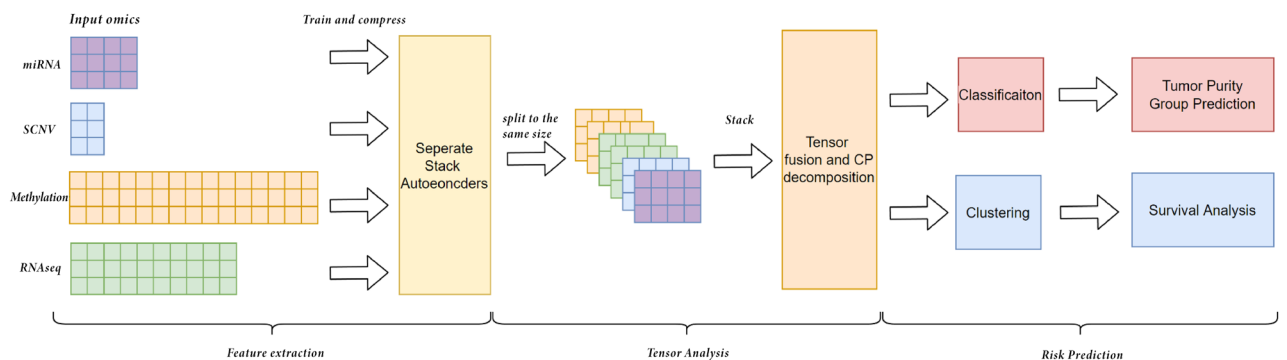 Input omics
Train and compress
miRNA
SCNV
Methylation
RNAseq
Seperate
Stack
Autoeoncders
split to the
same size
Stack
Tensor
fusion and CP
decomposition
Classificaiton
Tumor Purity
Group Prediction
Clustering
Survival Analysis
Feature extraction
Tensor Analysis
Risk Prediction